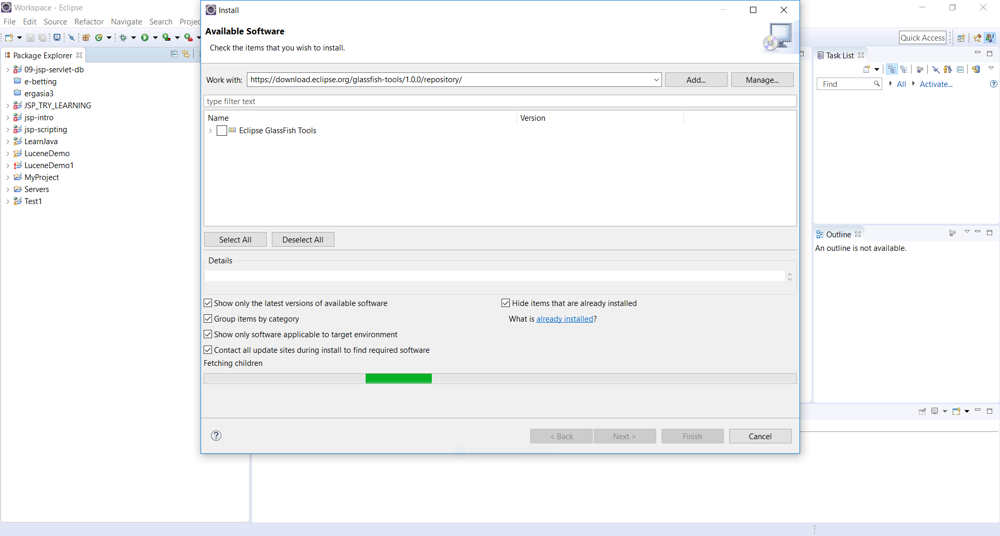 Workspace - Eclipse
File Edit Source Refactor Navigate Search Projec
Quick Access
Package Explorer
09-jsp-servlet-db
e-betting
ergasia3
JSP_TRY_LEARNING
jsp-intro
jsp-scripting
LearnJava
LuceneDemo
LuceneDemo1
MyProject
Servers
Test1
Install
Available Software
Check the items that you wish to install.
Work with: https://download.eclipse.org/glassfish-tools/1.0.0/repository/ Add... Manage...
type filter text
Name Version
Eclipse GlassFish Tools
Select All Deselect All
Details
Show only the latest versions of available software
Hide items that are already installed
Group items by category
What is already installed?
Show only software applicable to target environment
Contact all update sites during install to find required software
Fetching children
< Back Next > Finish Cancel
Window Snip
Task List
Find All Activate...
Outline
An outline is not available.